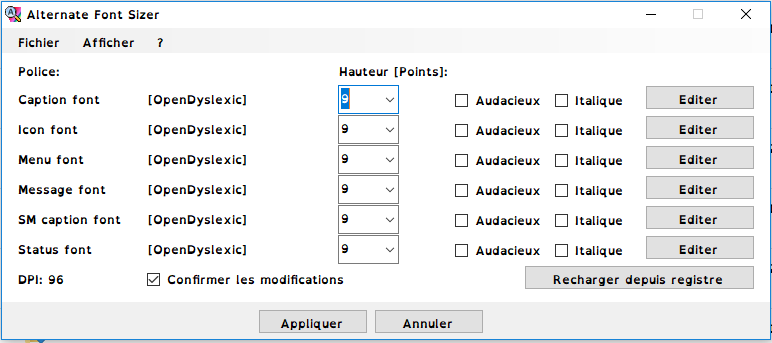 Alternate Font Sizer
Fichier Afficher ?
Police: Hauteur [Points]:
Caption font [OpenDyslexic] 9 Audacieux Italique Editer
Icon font [OpenDyslexic] 9 Audacieux Italique Editer
Menu font [OpenDyslexic] 9 Audacieux Italique Editer
Message font [OpenDyslexic] 9 Audacieux Italique Editer
SM caption font [OpenDyslexic] 9 Audacieux Italique Editer
Status font [OpenDyslexic] 9 Audacieux Italique Editer
DPI: 96 Confirmer les modifications Recharger depuis registre
Appliquer Annuler